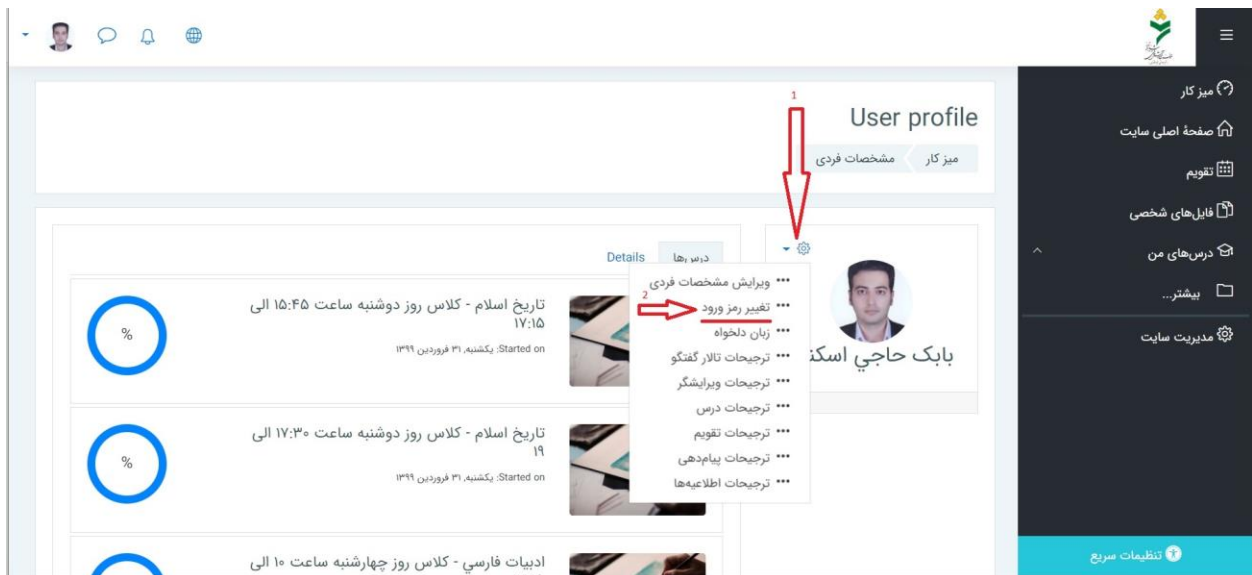 میز کار
صفحهٔ اصلی سایت
تقویم
فایل‌های شخصی
درس‌های من
بیشتر...
مدیریت سایت
تنظیمات سریع
1
User profile
میز کار
مشخصات فردی
بابک حاجي اسکن
درس‌ها
Details
ویرایش مشخصات فردی
2
تغییر رمز ورود
زبان دلخواه
ترجیحات تالار گفتگو
ترجیحات ویرایشگر
ترجیحات درس
ترجیحات تقویم
ترجیحات پیام‌دهی
ترجیحات اطلاعیه‌ها
تاریخ اسلام - کلاس روز دوشنبه ساعت ۱۵:۴۵ الی
۱۷:۱۵
Started on: یکشنبه, ۳۱ فروردین ۱۳۹۹
%
تاریخ اسلام - کلاس روز دوشنبه ساعت ۱۷:۳۰ الی
۱۹
Started on: یکشنبه, ۳۱ فروردین ۱۳۹۹
%
ادبیات فارسي - کلاس روز چهارشنبه ساعت ۱۰ الی